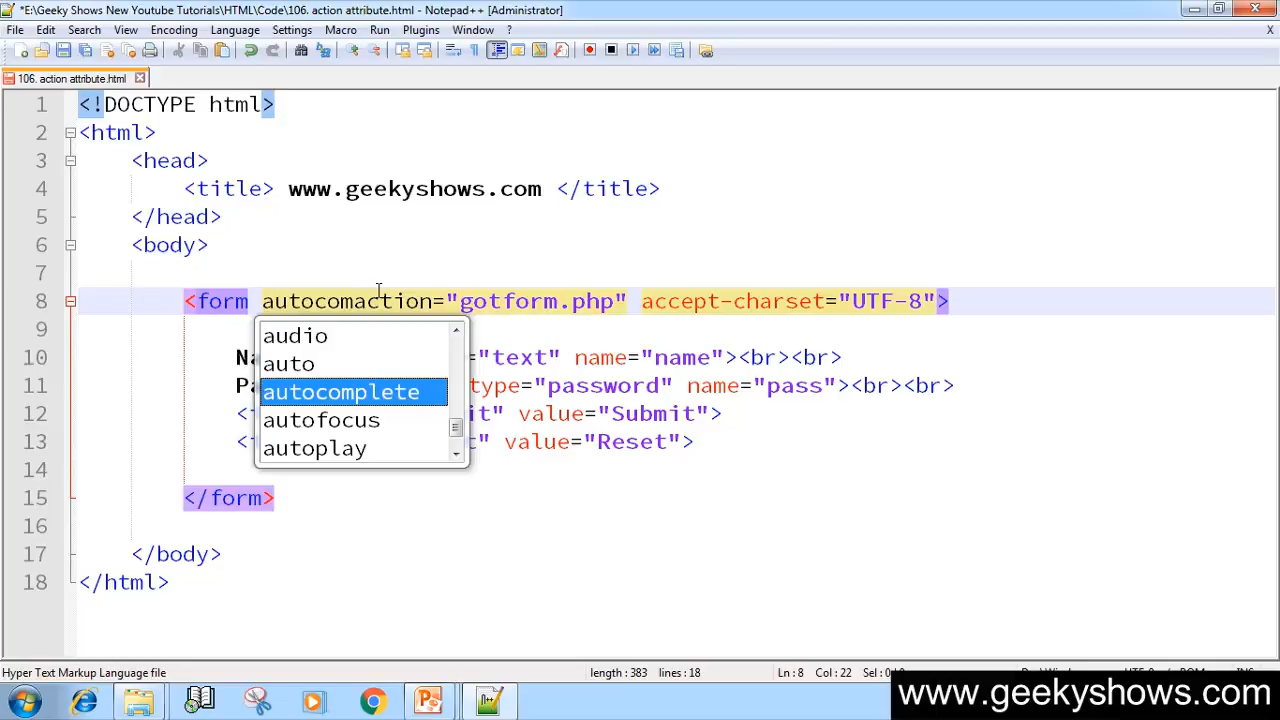 *E:\Geeky Shows New Youtube Tutorials\HTML\Code\106. action attribute.html - Notepad++ [Administrator]
File Edit Search View Encoding Language Settings Macro Run Plugins Window ? X
106. action attribute.html
1 <!DOCTYPE html>
2 <html>
3 <head>
4 <title> www.geekyshows.com </title>
5 </head>
6 <body>
7
8 <form autocomaction="gotform.php" accept-charset="UTF-8">
9
audio
auto
autocomplete
autofocus
autoplay
10 "text" name="name"><br><br>
11 type="password" name="pass"><br><br>
12 value="Submit">
13 value="Reset">
14
15 </form>
16
17 </body>
18 </html>
Hyper Text Markup Language file length : 383 lines : 18 Ln : 8 Col : 22
www.geekyshows.com